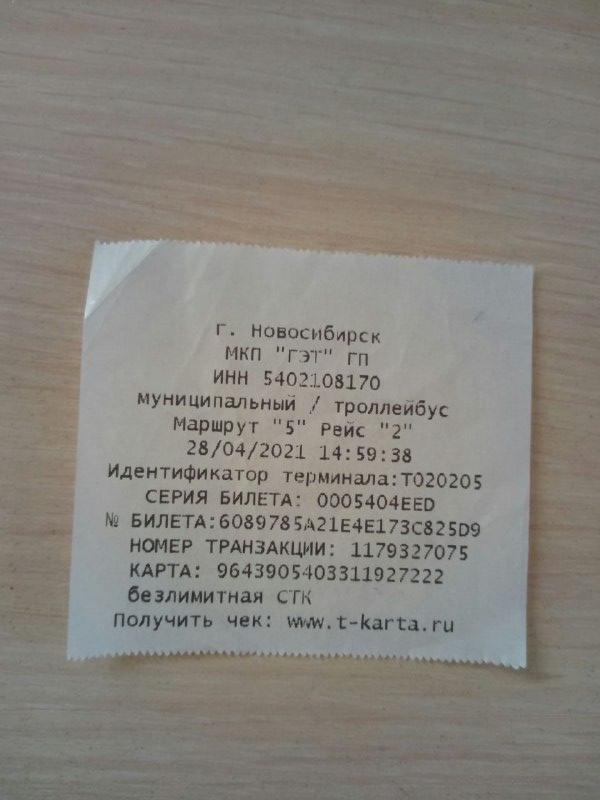 г. Новосибирск
МКП "ГЭТ" ГП
ИНН 5402108170
муниципальный / троллейбус
Маршрут "5" Рейс "2"
28/04/2021 14:59:38
Идентификатор терминала:Т020205
СЕРИЯ БИЛЕТА: 0005404EED
№ БИЛЕТА:6089785A21E4E173C825D9
НОМЕР ТРАНЗАКЦИИ: 1179327075
КАРТА: 9643905403311927222
безлимитная СТК
Получить чек: www.t-karta.ru